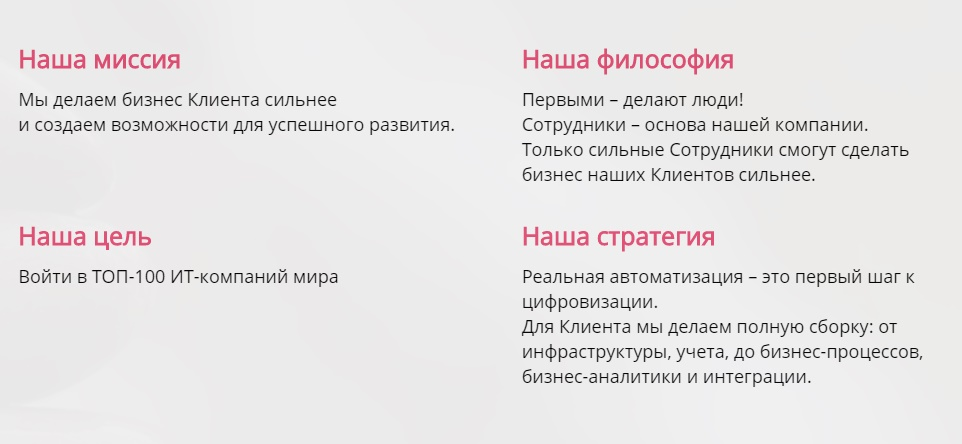 Наша миссия
Мы делаем бизнес Клиента сильнее
и создаем возможности для успешного развития.
Наша философия
Первыми – делают люди!
Сотрудники – основа нашей компании.
Только сильные Сотрудники смогут сделать
бизнес наших Клиентов сильнее.
Наша цель
Войти в ТОП-100 ИТ-компаний мира
Наша стратегия
Реальная автоматизация – это первый шаг к
цифровизации.
Для Клиента мы делаем полную сборку: от
инфраструктуры, учета, до бизнес-процессов,
бизнес-аналитики и интеграции.